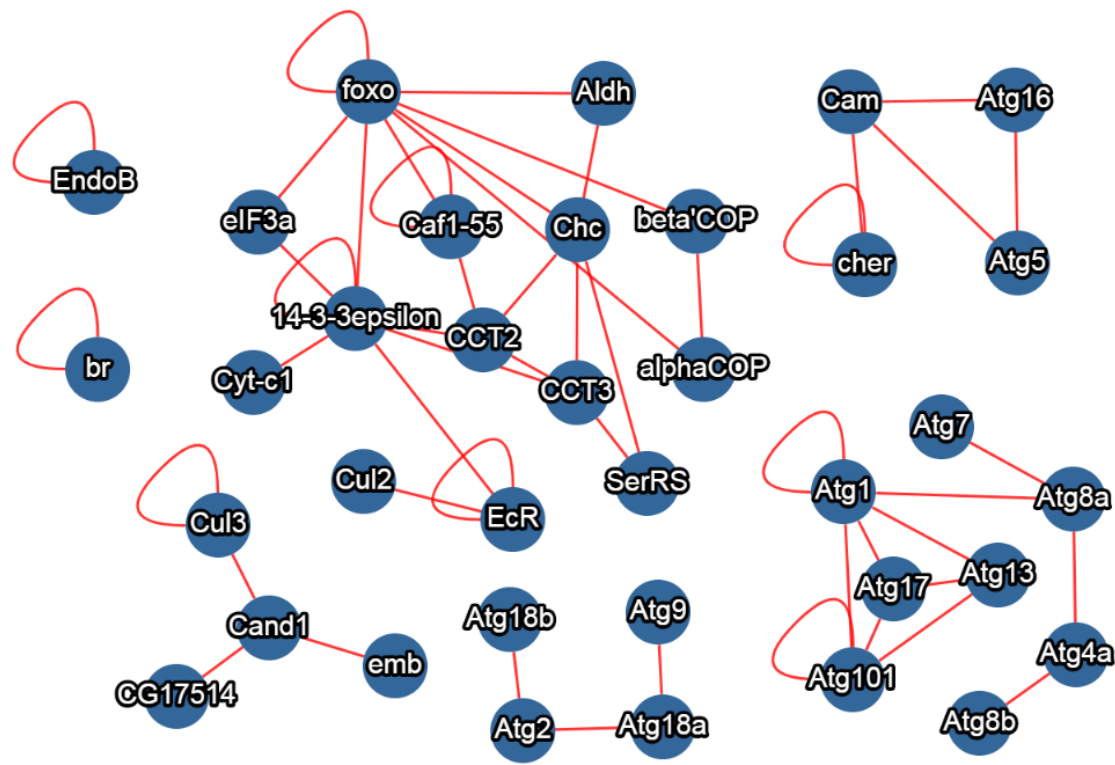 foxo
Aldh
Cam
Atg16
EndoB
eIF3a
Caf1-55
Chc
beta'COP
cher
Atg5
14-3-3epsilon
CCT2
br
Cyt-c1
CCT3
alphaCOP
Atg7
Cul2
SerRS
Atg1
Atg8a
Cul3
EcR
Atg17
Atg13
Atg18b
Atg9
Cand1
emb
Atg101
Atg4a
CG17514
Atg2
Atg18a
Atg8b